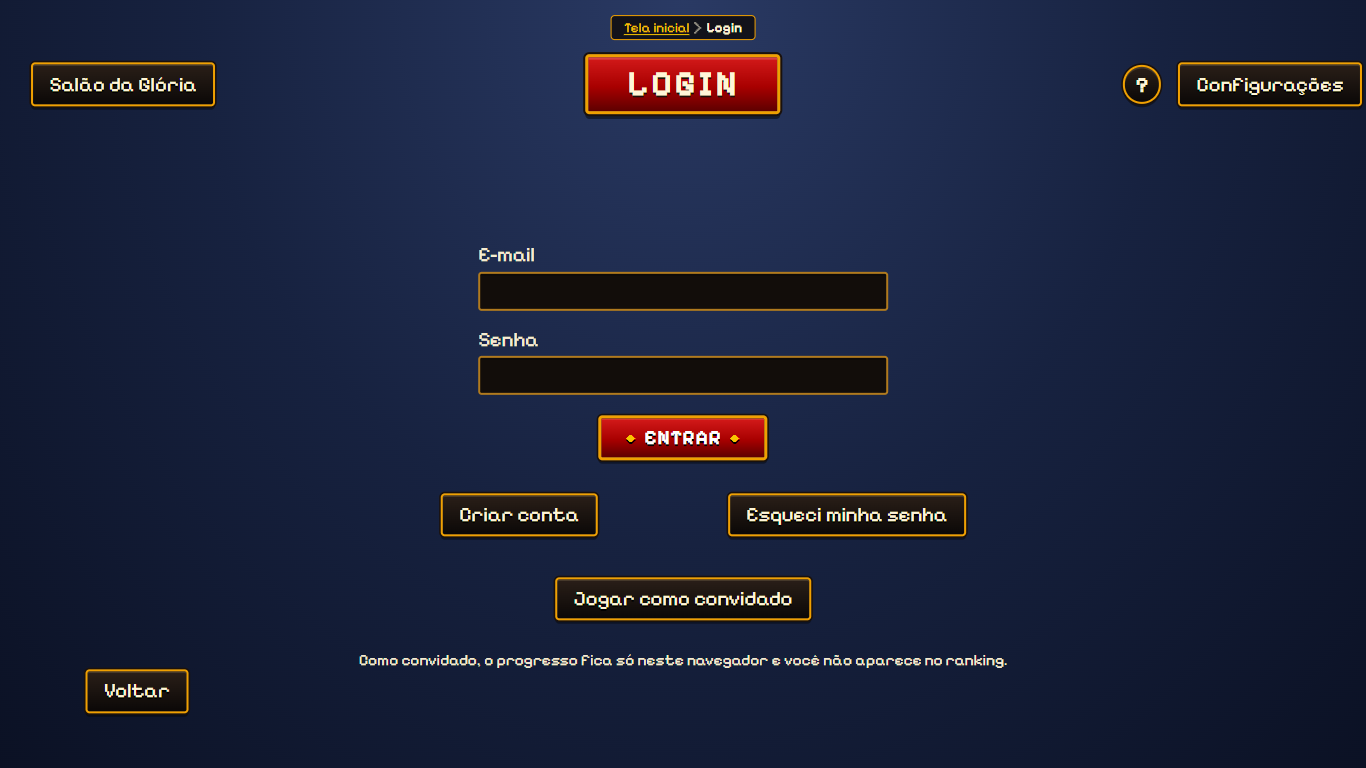 Tela inicial > Login
Salão da Glória
LOGIN
?
Configurações
E-mail
Senha
ENTRAR
Criar conta
Esqueci minha senha
Jogar como convidado
Como convidado, o progresso fica só neste navegador e você não aparece no ranking.
Voltar